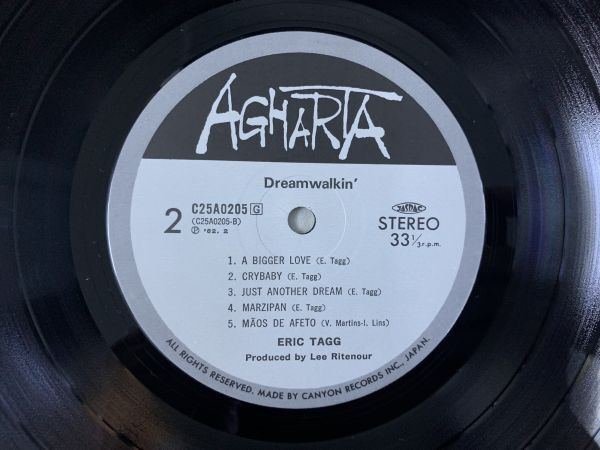 AGHARTA
Dreamwalkin'
2
C25A0205 G
(C25A0205-B)
Ⓟ '82. 2
JASRAC
STEREO
33 1/3 r.p.m.
1. A BIGGER LOVE (E. Tagg)
2. CRYBABY (E. Tagg)
3. JUST ANOTHER DREAM (E. Tagg)
4. MARZIPAN (E. Tagg)
5. MÃOS DE AFETO (V. Martins-I. Lins)
ERIC TAGG
Produced by Lee Ritenour
ALL RIGHTS RESERVED. MADE BY CANYON RECORDS INC., JAPAN.